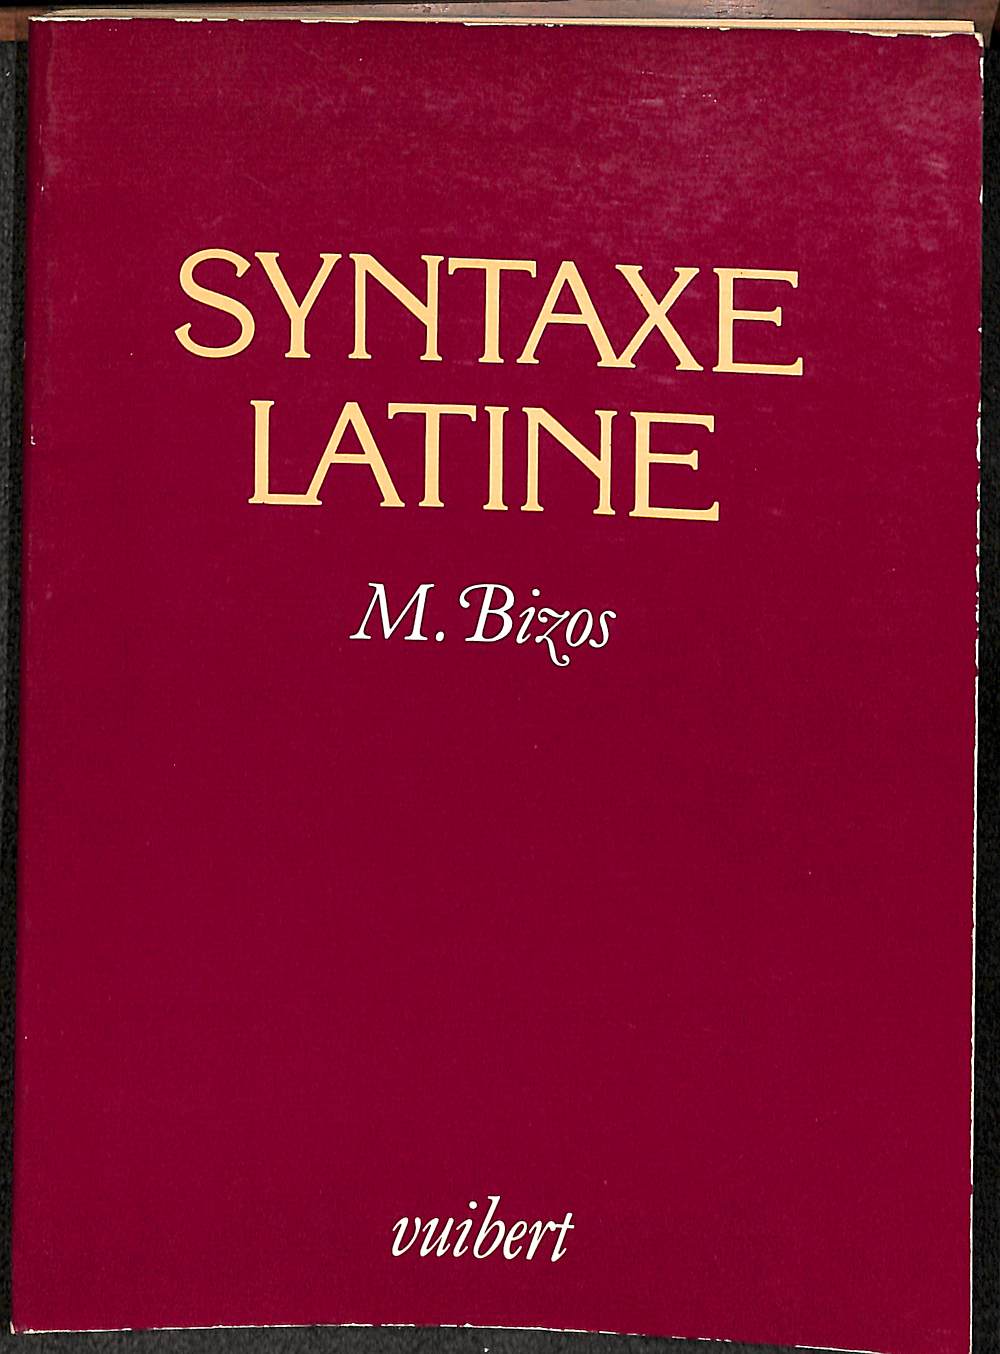 SYNTAXE
LATINE
M. Bizos
vuibert